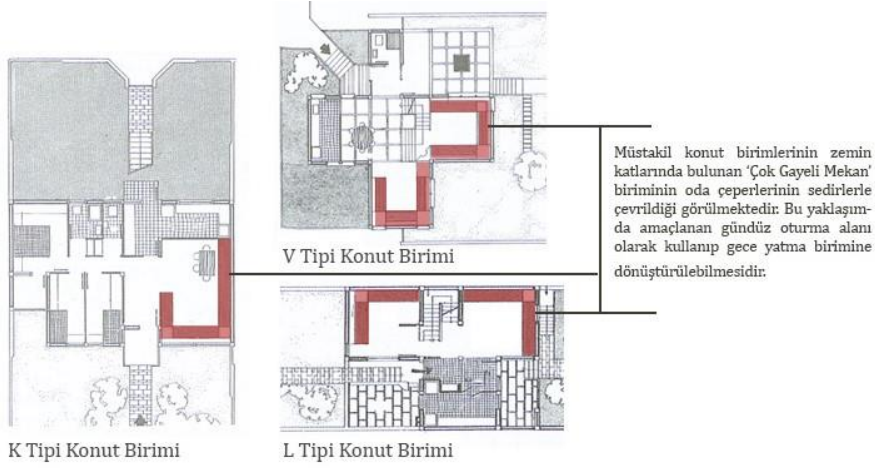 V Tipi Konut Birimi
K Tipi Konut Birimi
L Tipi Konut Birimi
Müstakil konut birimlerinin zemin
katlarında bulunan ‘Çok Gayeli Mekan’
biriminin oda çeperlerinin sedirlerle
çevrildiği görülmektedir. Bu yaklaşım-
da amaçlanan gündüz oturma alanı
olarak kullanıp gece yatma birimine
dönüştürülebilmesidir.